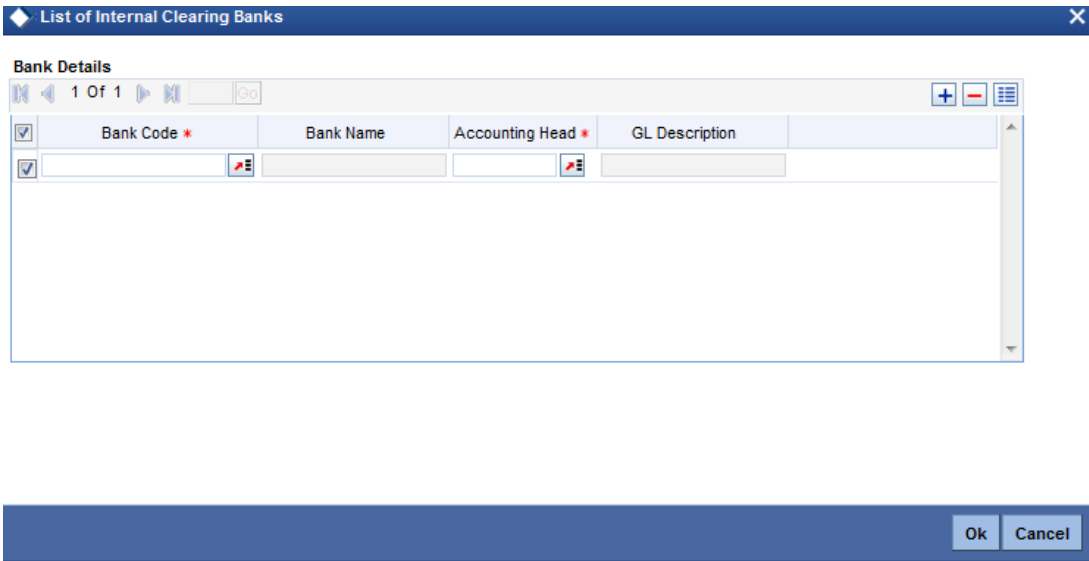 List of Internal Clearing Banks
Bank Details
1 Of 1 Go
Bank Code * Bank Name Accounting Head * GL Description
Ok Cancel